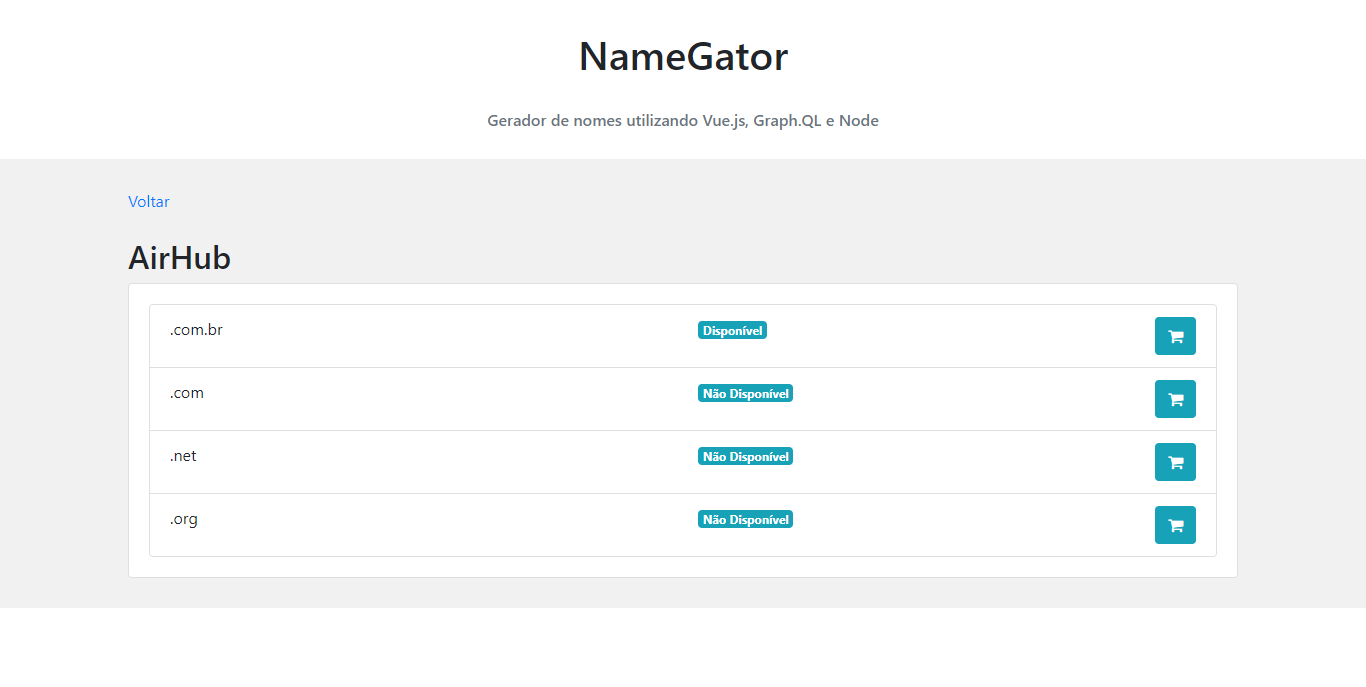 NameGator
Gerador de nomes utilizando Vue.js, Graph.QL e Node
Voltar
AirHub
.com.br Disponível
.com Não Disponível
.net Não Disponível
.org Não Disponível